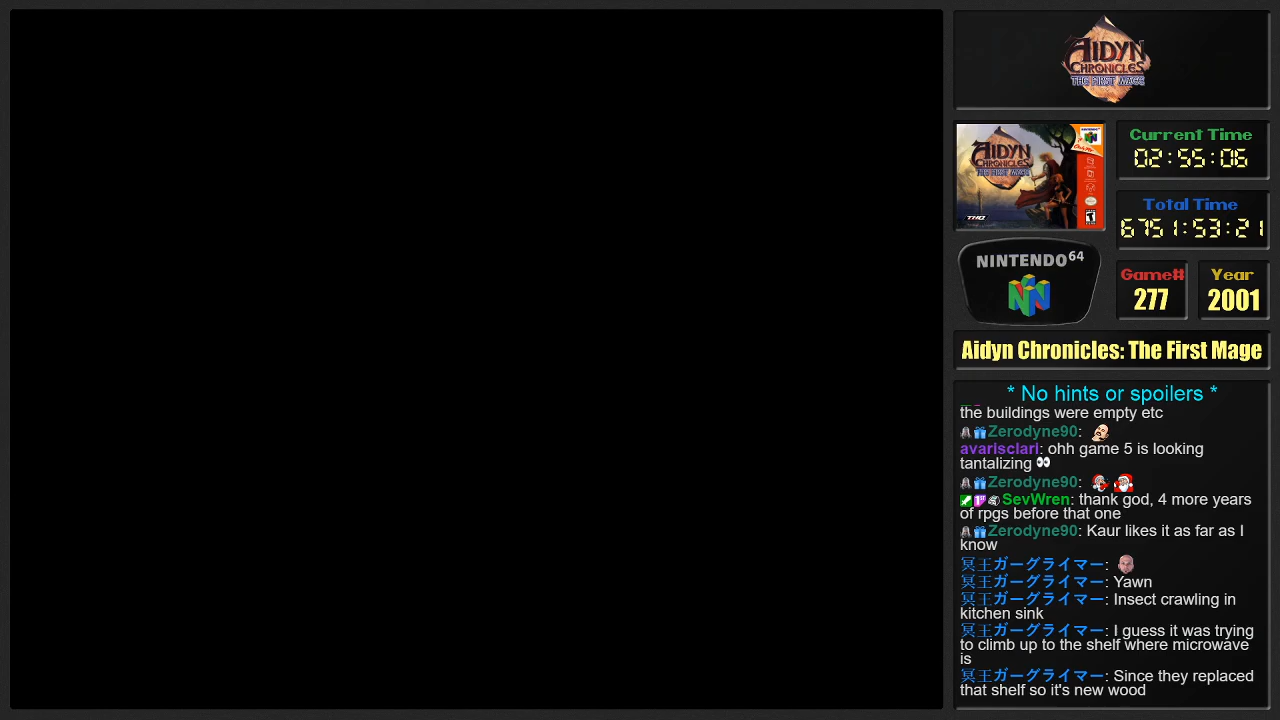 AIDYN
CHRONICLES
THE FIRST MAGE
AIDYN
CHRONICLES
THE FIRST MAGE
THQ
NINTENDO 64
Current Time
02:55:06
Total Time
6751:53:21
Game#
277
Year
2001
Aidyn Chronicles: The First Mage
* No hints or spoilers *
the buildings were empty etc
Zerodyne90:
avarisclari: ohh game 5 is looking
tantalizing 👀
Zerodyne90: 
SevWren: thank god, 4 more years
of rpgs before that one
Zerodyne90: Kaur likes it as far as I
know
冥王ガーグライマー:
冥王ガーグライマー: Yawn
冥王ガーグライマー: Insect crawling in
kitchen sink
冥王ガーグライマー: I guess it was trying
to climb up to the shelf where microwave
is
冥王ガーグライマー: Since they replaced
that shelf so it's new wood